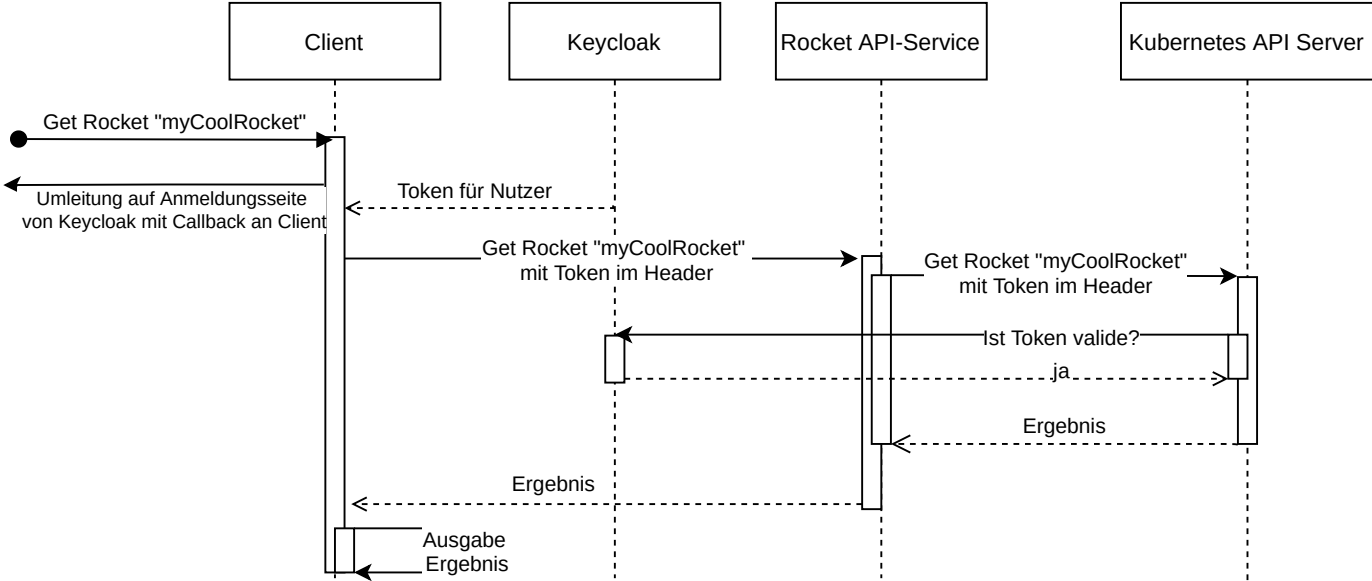 Client
Keycloak
Rocket API-Service
Kubernetes API Server
Get Rocket "myCoolRocket"
Umleitung auf Anmeldungsseite
von Keycloak mit Callback an Client
Token für Nutzer
Get Rocket "myCoolRocket"
mit Token im Header
Get Rocket "myCoolRocket"
mit Token im Header
Ist Token valide?
ja
Ergebnis
Ergebnis
Ausgabe
Ergebnis